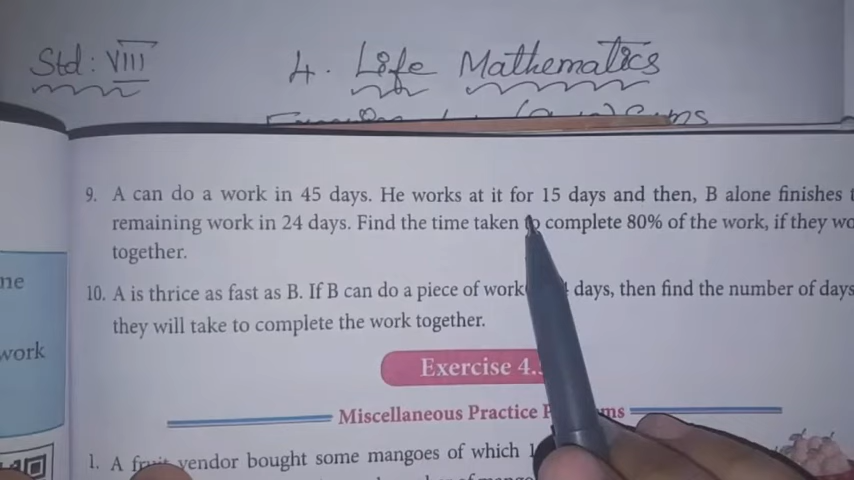 Std: VIII
4. Life Mathematics
9. A can do a work in 45 days. He works at it for 15 days and then, B alone finishes
remaining work in 24 days. Find the time taken to complete 80% of the work, if they
together.
10. A is thrice as fast as B. If B can do a piece of work days, then find the number of days
they will take to complete the work together.
me
work
Exercise 4.
Miscellaneous Practice
1. A fruit vendor bought some mangoes of which